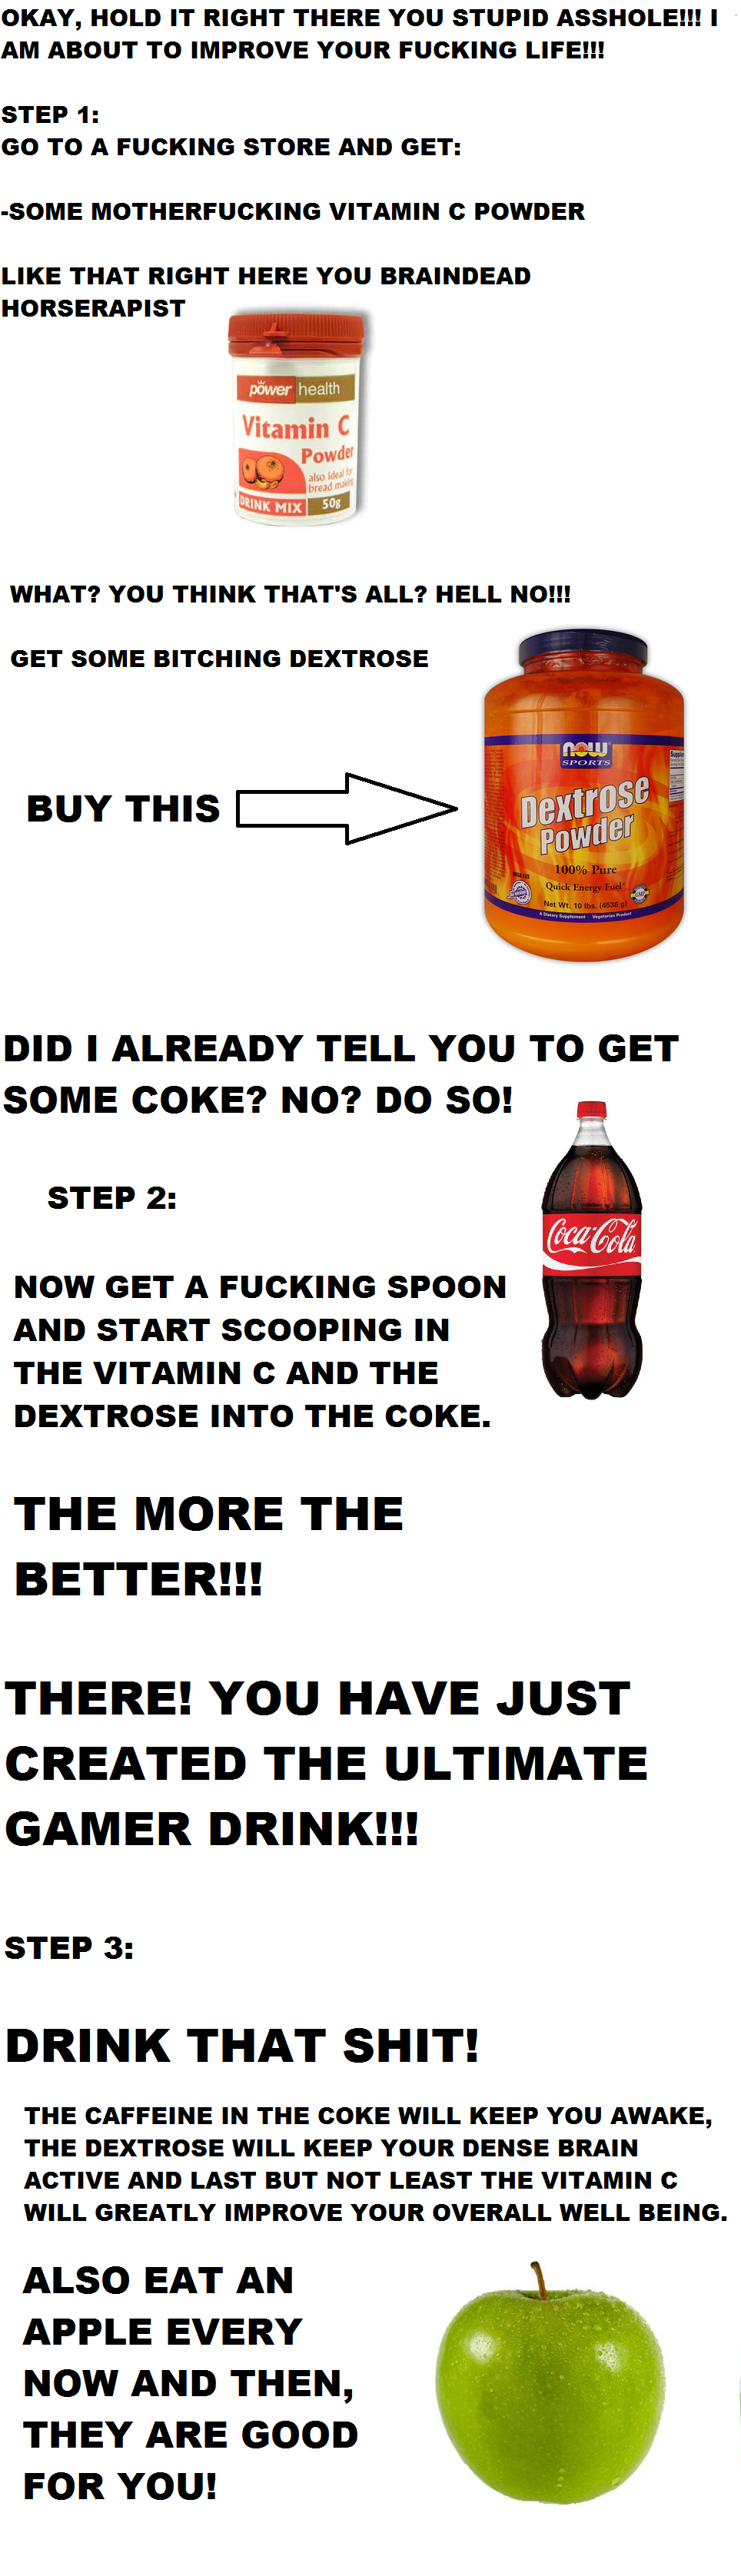 OKAY, HOLD IT RIGHT THERE YOU STUPID ASSHOLE!!! I
AM ABOUT TO IMPROVE YOUR FUCKING LIFE!!!
STEP 1:
GO TO A FUCKING STORE AND GET:
-SOME MOTHERFUCKING VITAMIN C POWDER
LIKE THAT RIGHT HERE YOU BRAINDEAD
HORSERAPIST
power health
Vitamin C
Powder
also ideal for
bread making
DRINK MIX 50g
WHAT? YOU THINK THAT'S ALL? HELL NO!!!
GET SOME BITCHING DEXTROSE
BUY THIS
NOW
SPORTS
Dextrose
Powder
100% Pure
Quick Energy Fuel*
Net Wt. 10 lbs. (4536 g)
A Dietary Supplement Vegetarian Product
DID I ALREADY TELL YOU TO GET
SOME COKE? NO? DO SO!
Coca-Cola
STEP 2:
NOW GET A FUCKING SPOON
AND START SCOOPING IN
THE VITAMIN C AND THE
DEXTROSE INTO THE COKE.
THE MORE THE
BETTER!!!
THERE! YOU HAVE JUST
CREATED THE ULTIMATE
GAMER DRINK!!!
STEP 3:
DRINK THAT SHIT!
THE CAFFEINE IN THE COKE WILL KEEP YOU AWAKE,
THE DEXTROSE WILL KEEP YOUR DENSE BRAIN
ACTIVE AND LAST BUT NOT LEAST THE VITAMIN C
WILL GREATLY IMPROVE YOUR OVERALL WELL BEING.
ALSO EAT AN
APPLE EVERY
NOW AND THEN,
THEY ARE GOOD
FOR YOU!